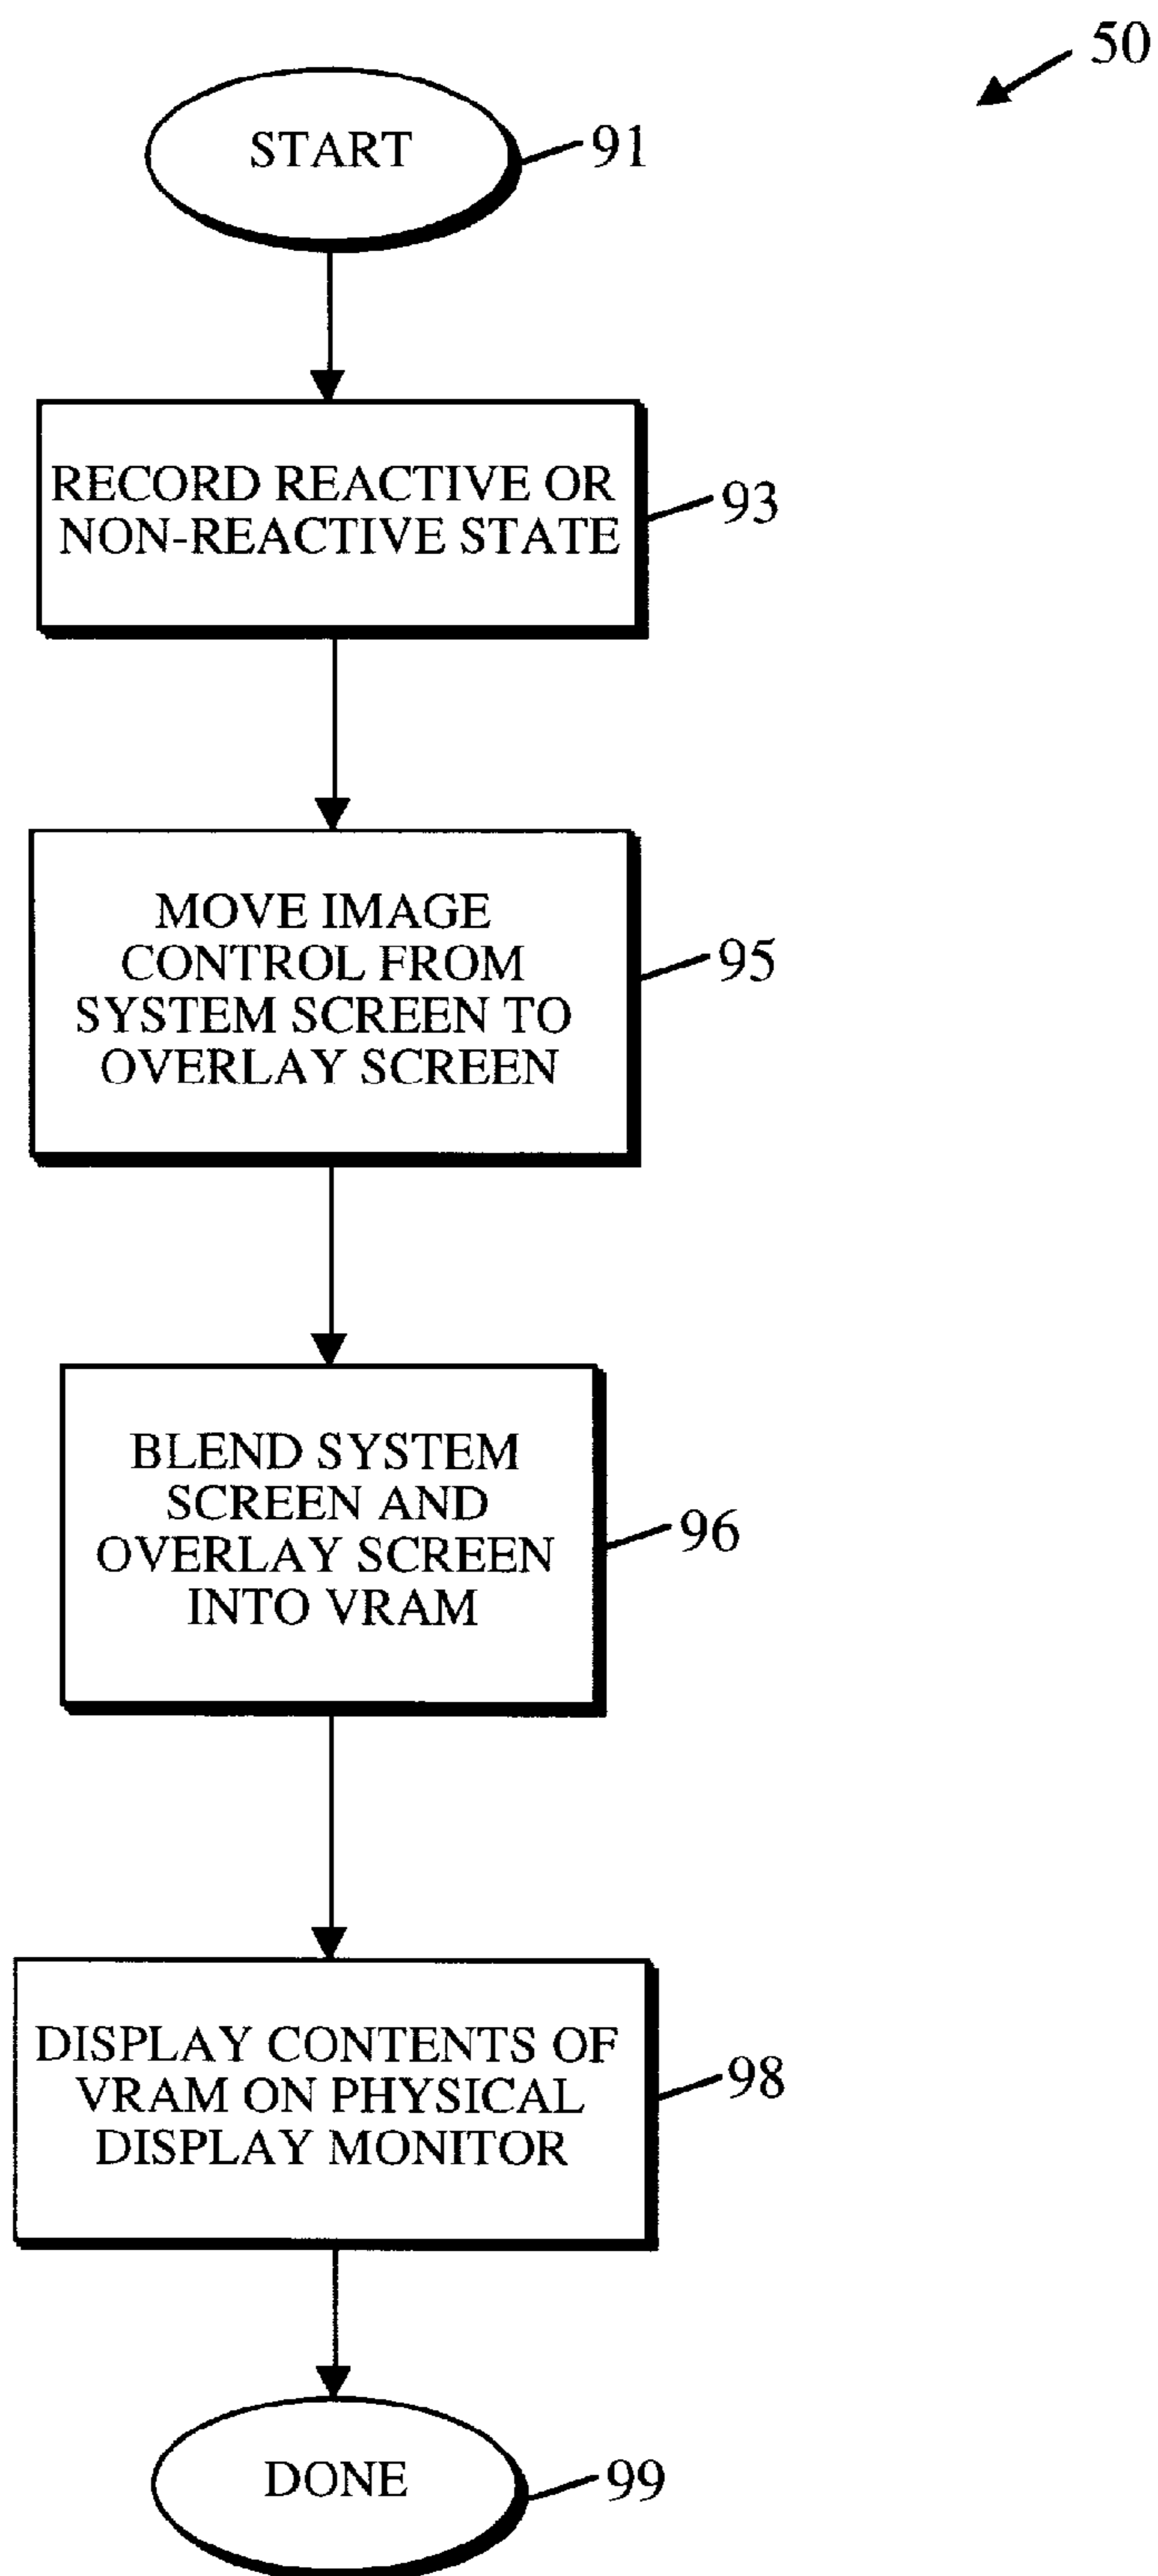 50
START
91
RECORD REACTIVE OR
NON-REACTIVE STATE
93
MOVE IMAGE
CONTROL FROM
SYSTEM SCREEN TO
OVERLAY SCREEN
95
BLEND SYSTEM
SCREEN AND
OVERLAY SCREEN
INTO VRAM
96
DISPLAY CONTENTS OF
VRAM ON PHYSICAL
DISPLAY MONITOR
98
DONE
99